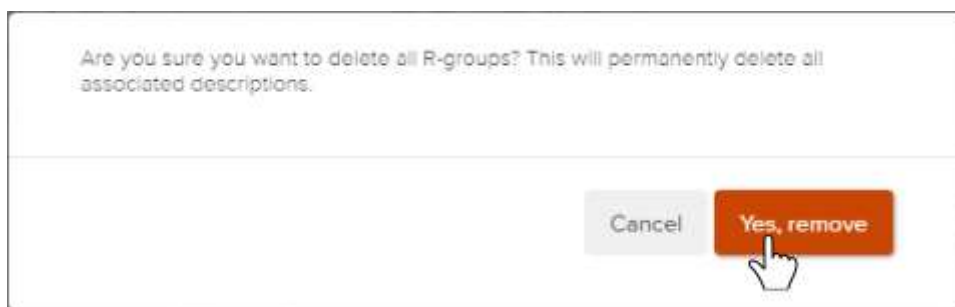 Are you sure you want to delete all R-groups? This will permanently delete all
associated descriptions.
Cancel
Yes, remove